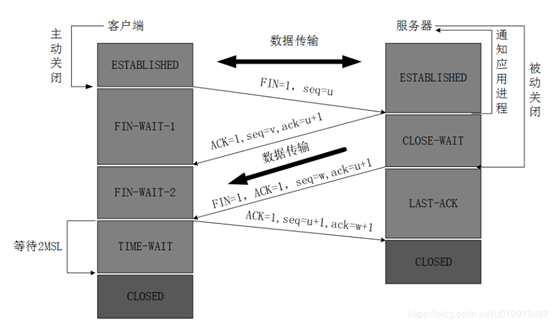 客户端
服务器
主动关闭
数据传输
通知应用进程
被动关闭
ESTABLISHED
ESTABLISHED
FIN=1, seq=u
FIN-WAIT-1
ACK=1,seq=v,ack=u+1
CLOSE-WAIT
数据传输
FIN-WAIT-2
FIN=1, ACK=1, seq=w,ack=u+1
LAST-ACK
ACK=1,seq=u+1,ack=w+1
等待2MSL
TIME-WAIT
CLOSED
CLOSED
https://blog.csdn.net/u010918487